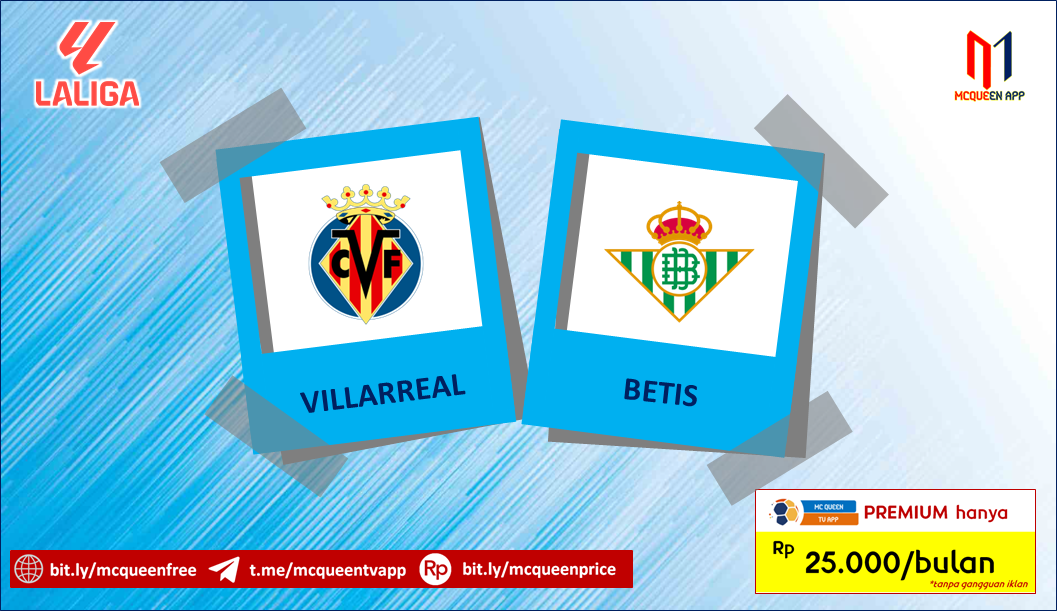 LALIGA
MCQUEEN APP
CVF
VILLARREAL
BETIS
MC QUEEN
TV APP
PREMIUM hanya
Rp 25.000/bulan
*tanpa gangguan iklan
bit.ly/mcqueenfree
t.me/mcqueentvapp
Rp
bit.ly/mcqueenprice